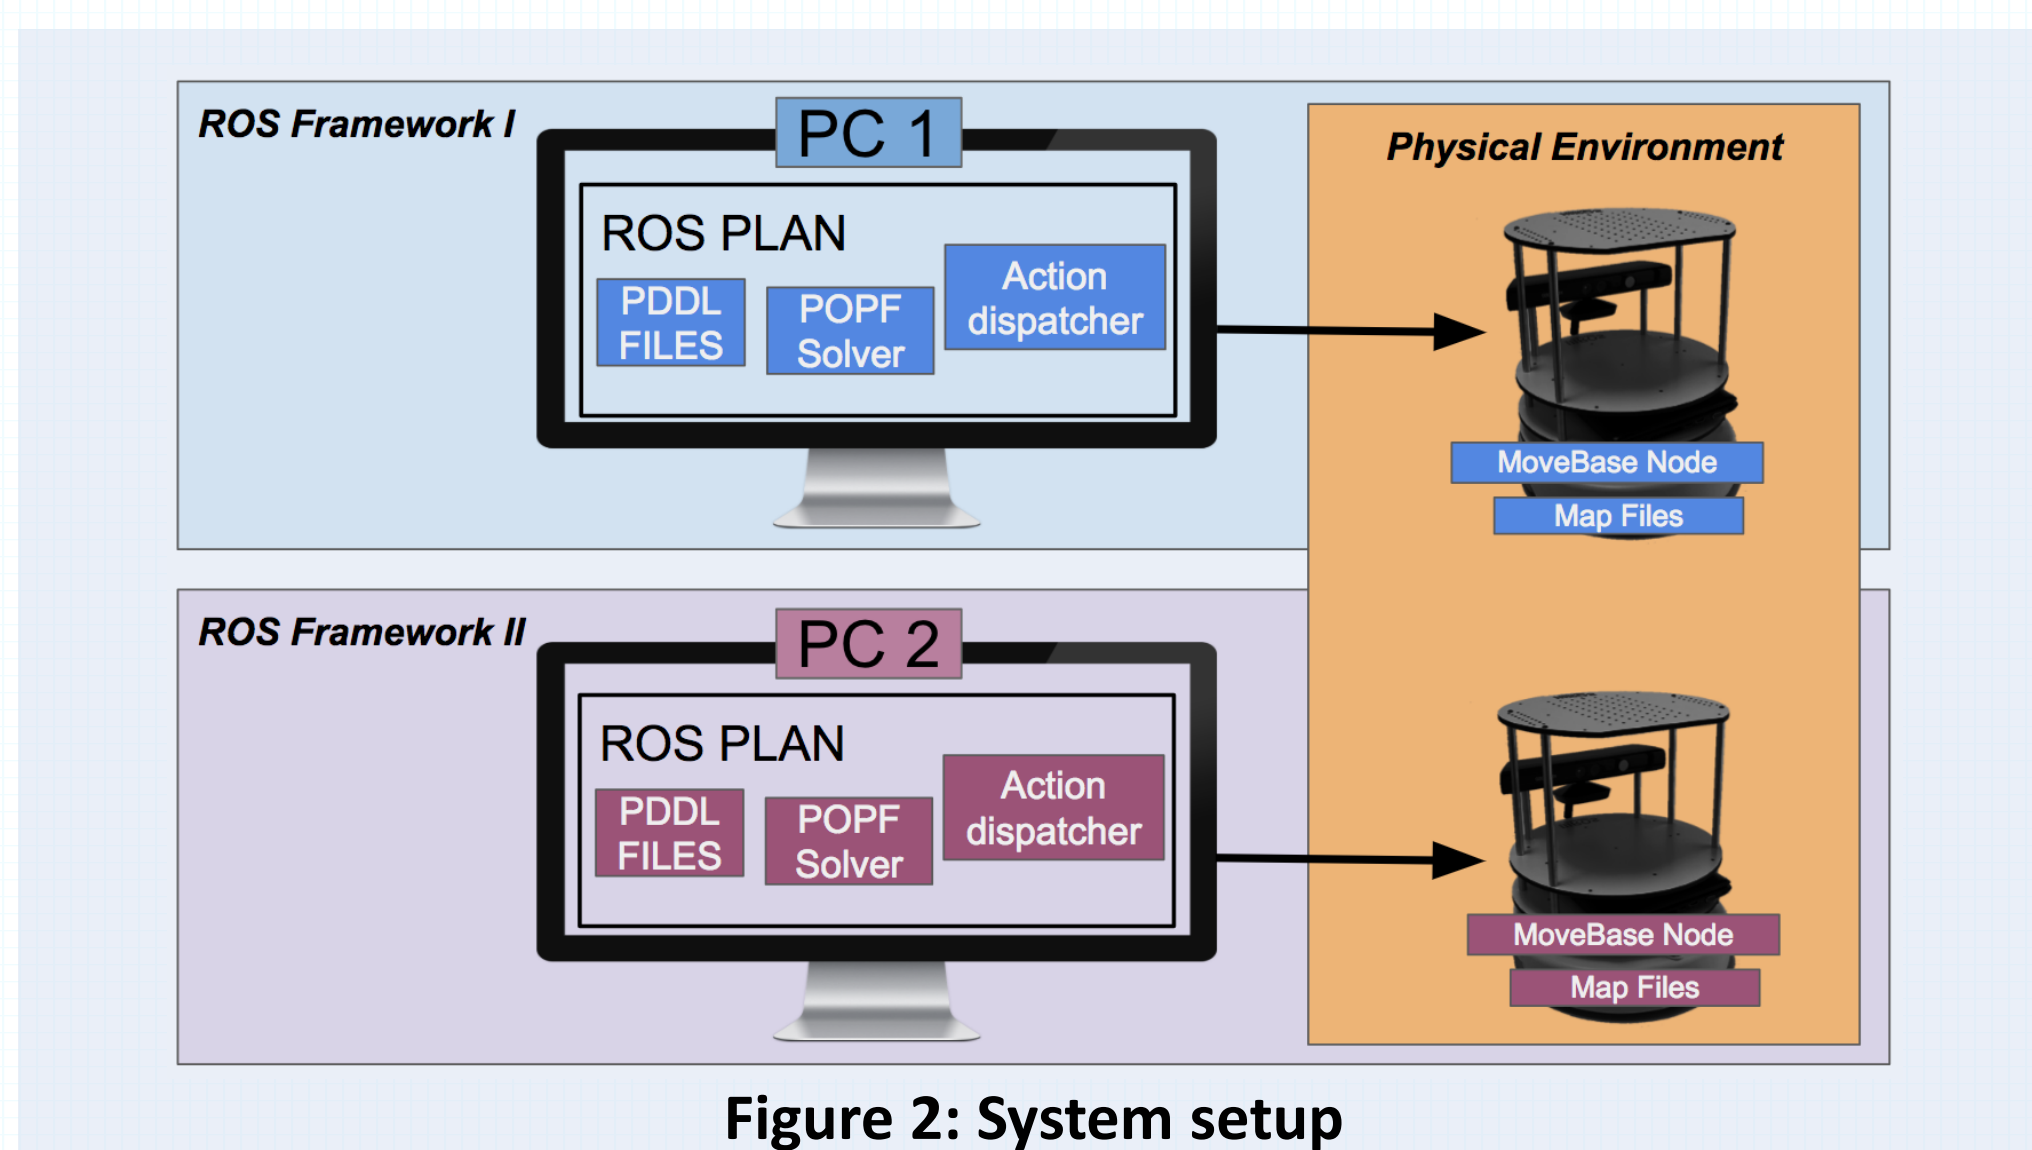 ROS Framework I
PC 1
Physical Environment
ROS PLAN
PDDL
FILES
POPF
Solver
Action
dispatcher
MoveBase Node
Map Files
ROS Framework II
PC 2
ROS PLAN
PDDL
FILES
POPF
Solver
Action
dispatcher
MoveBase Node
Map Files
Figure 2: System setup